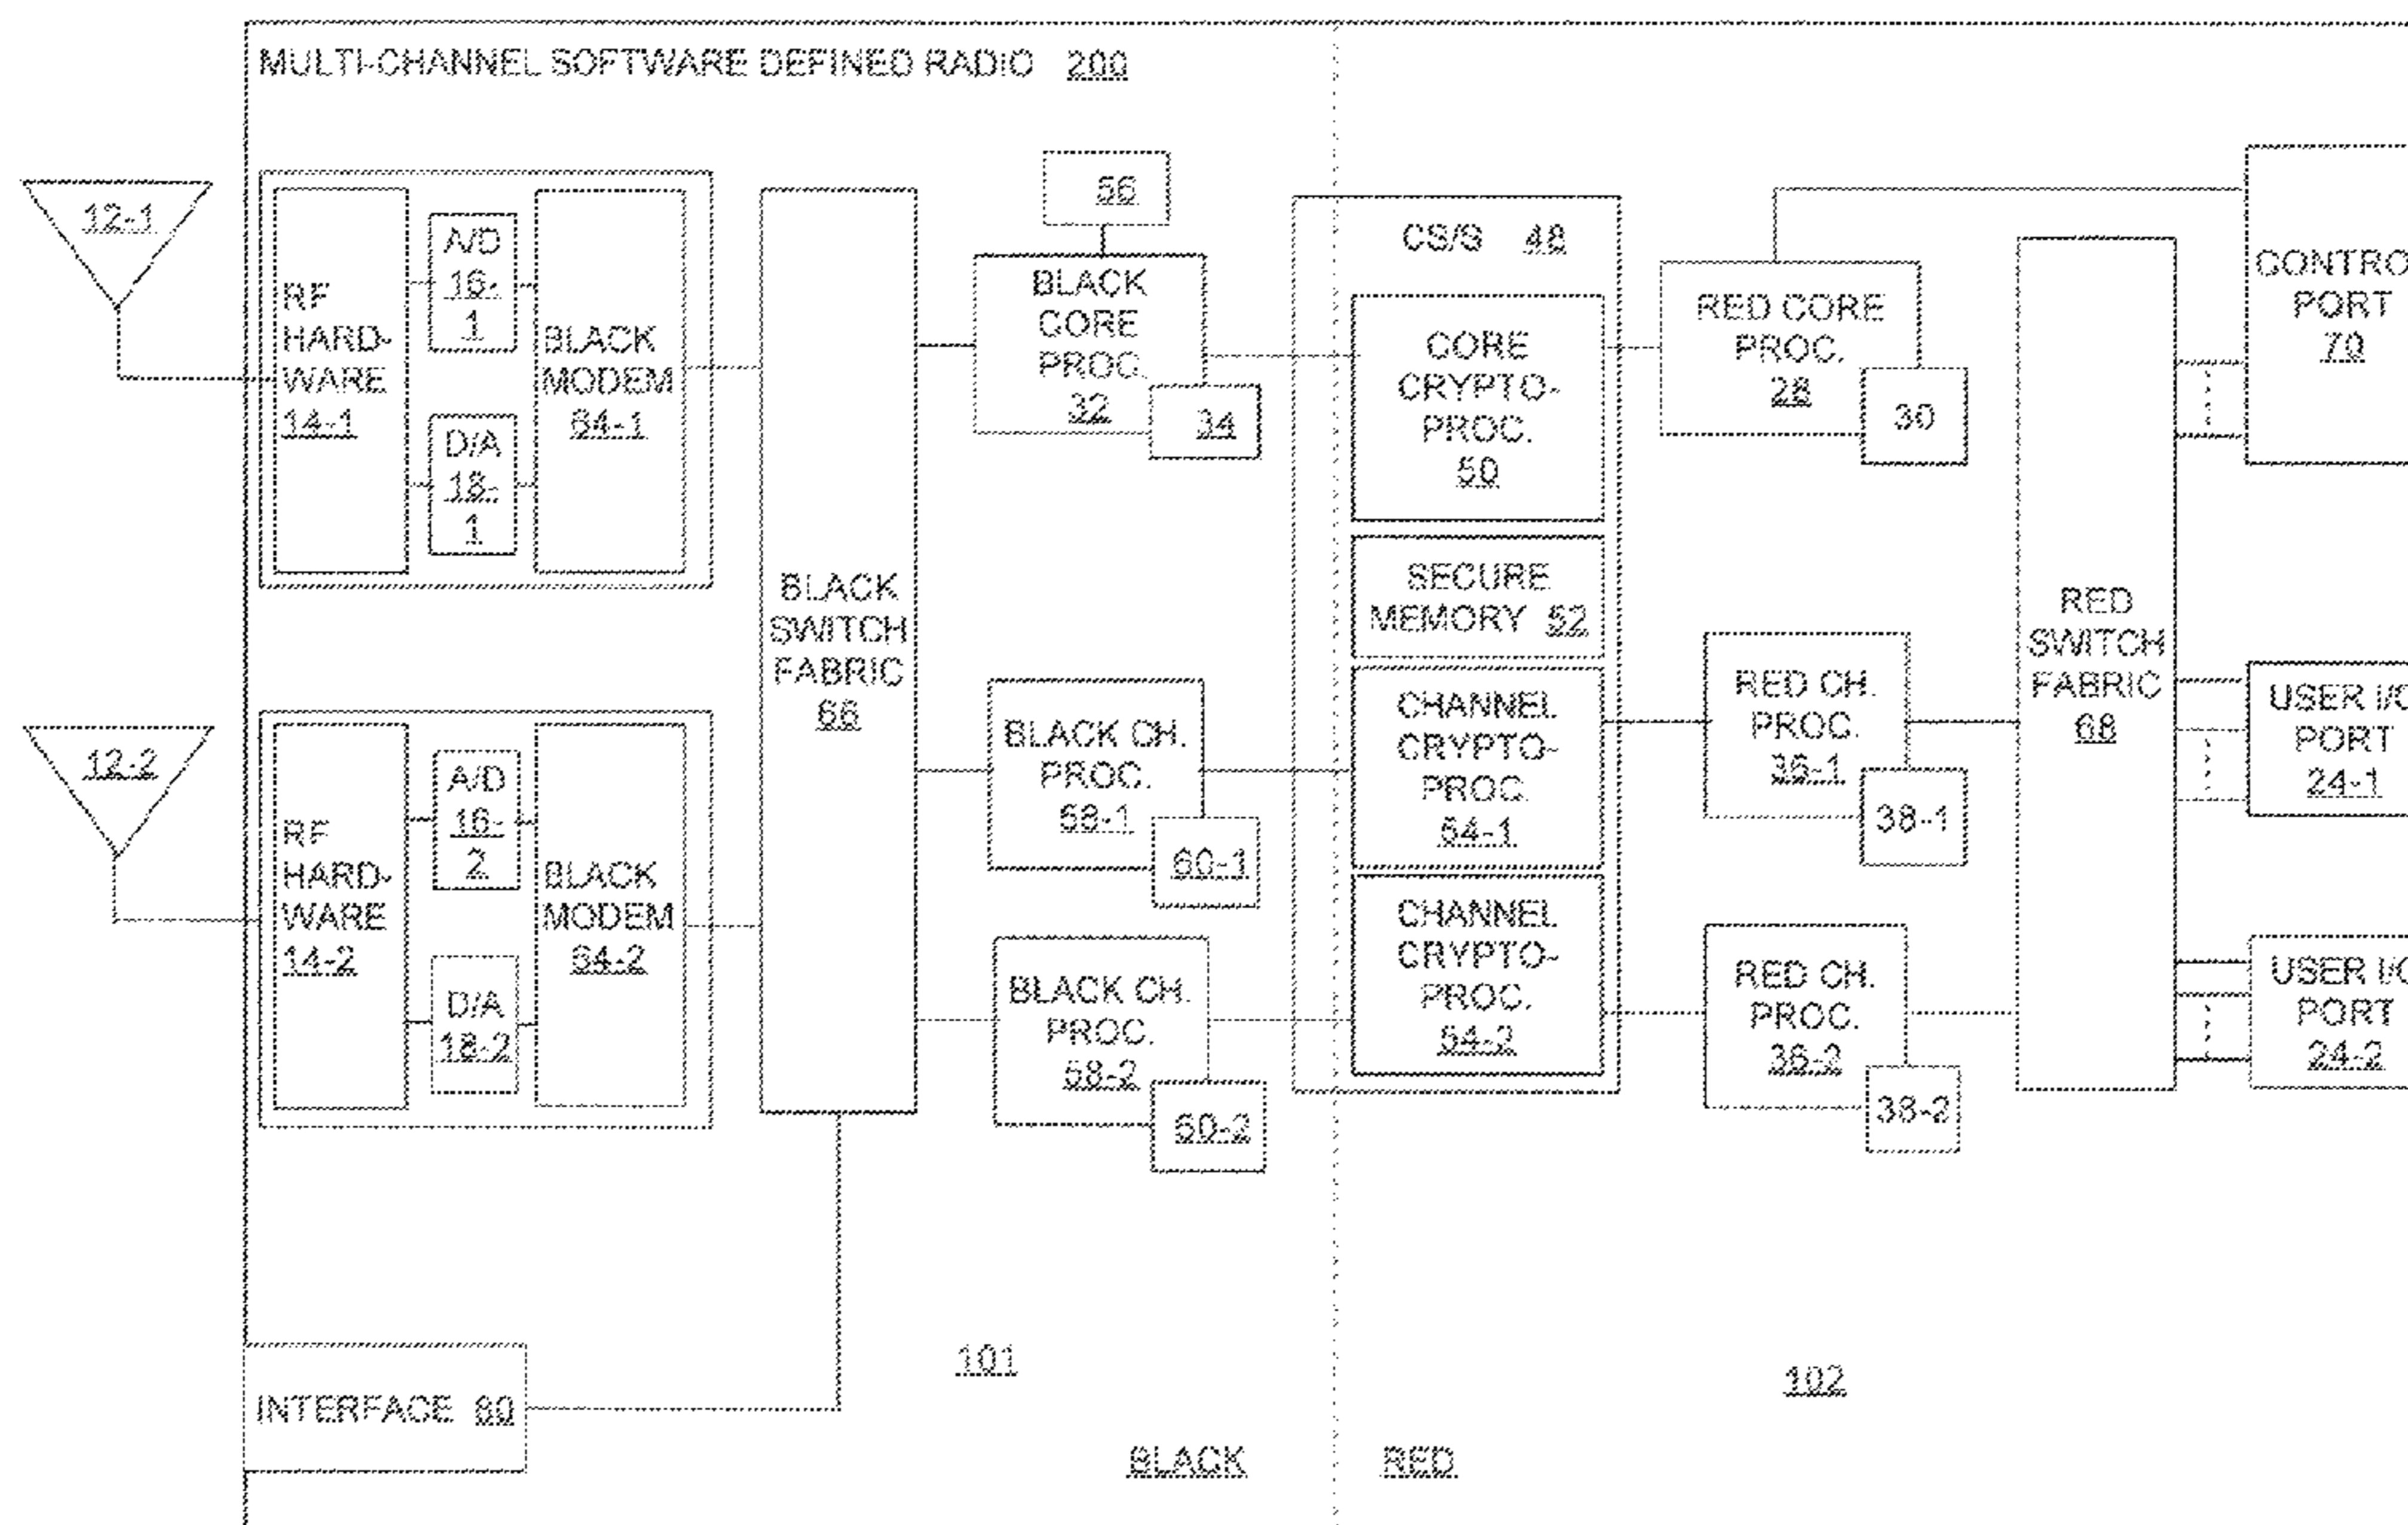 MULTI-CHANNEL SOFTWARE DEFINED RADIO 200
12-1
RF
HARD-
WARE
14-1
A/D
16-
1
D/A
18-
1
BLACK
MODEM
64-1
12-2
RF
HARD-
WARE
14-2
A/D
16-
2
D/A
18-2
BLACK
MODEM
64-2
BLACK
SWITCH
FABRIC
66
56
BLACK
CORE
PROC.
32
34
BLACK CH.
PROC.
58-1
60-1
BLACK CH.
PROC.
58-2
60-2
CS/S 48
CORE
CRYPTO-
PROC.
50
SECURE
MEMORY 52
CHANNEL
CRYPTO-
PROC.
54-1
CHANNEL
CRYPTO-
PROC.
54-2
RED CORE
PROC.
28
30
RED CH.
PROC.
36-1
38-1
RED CH.
PROC.
36-2
38-2
RED
SWITCH
FABRIC
68
CONTRO
PORT
70
USER I/O
PORT
24-1
USER I/O
PORT
24-2
INTERFACE 80
101
102
BLACK
RED